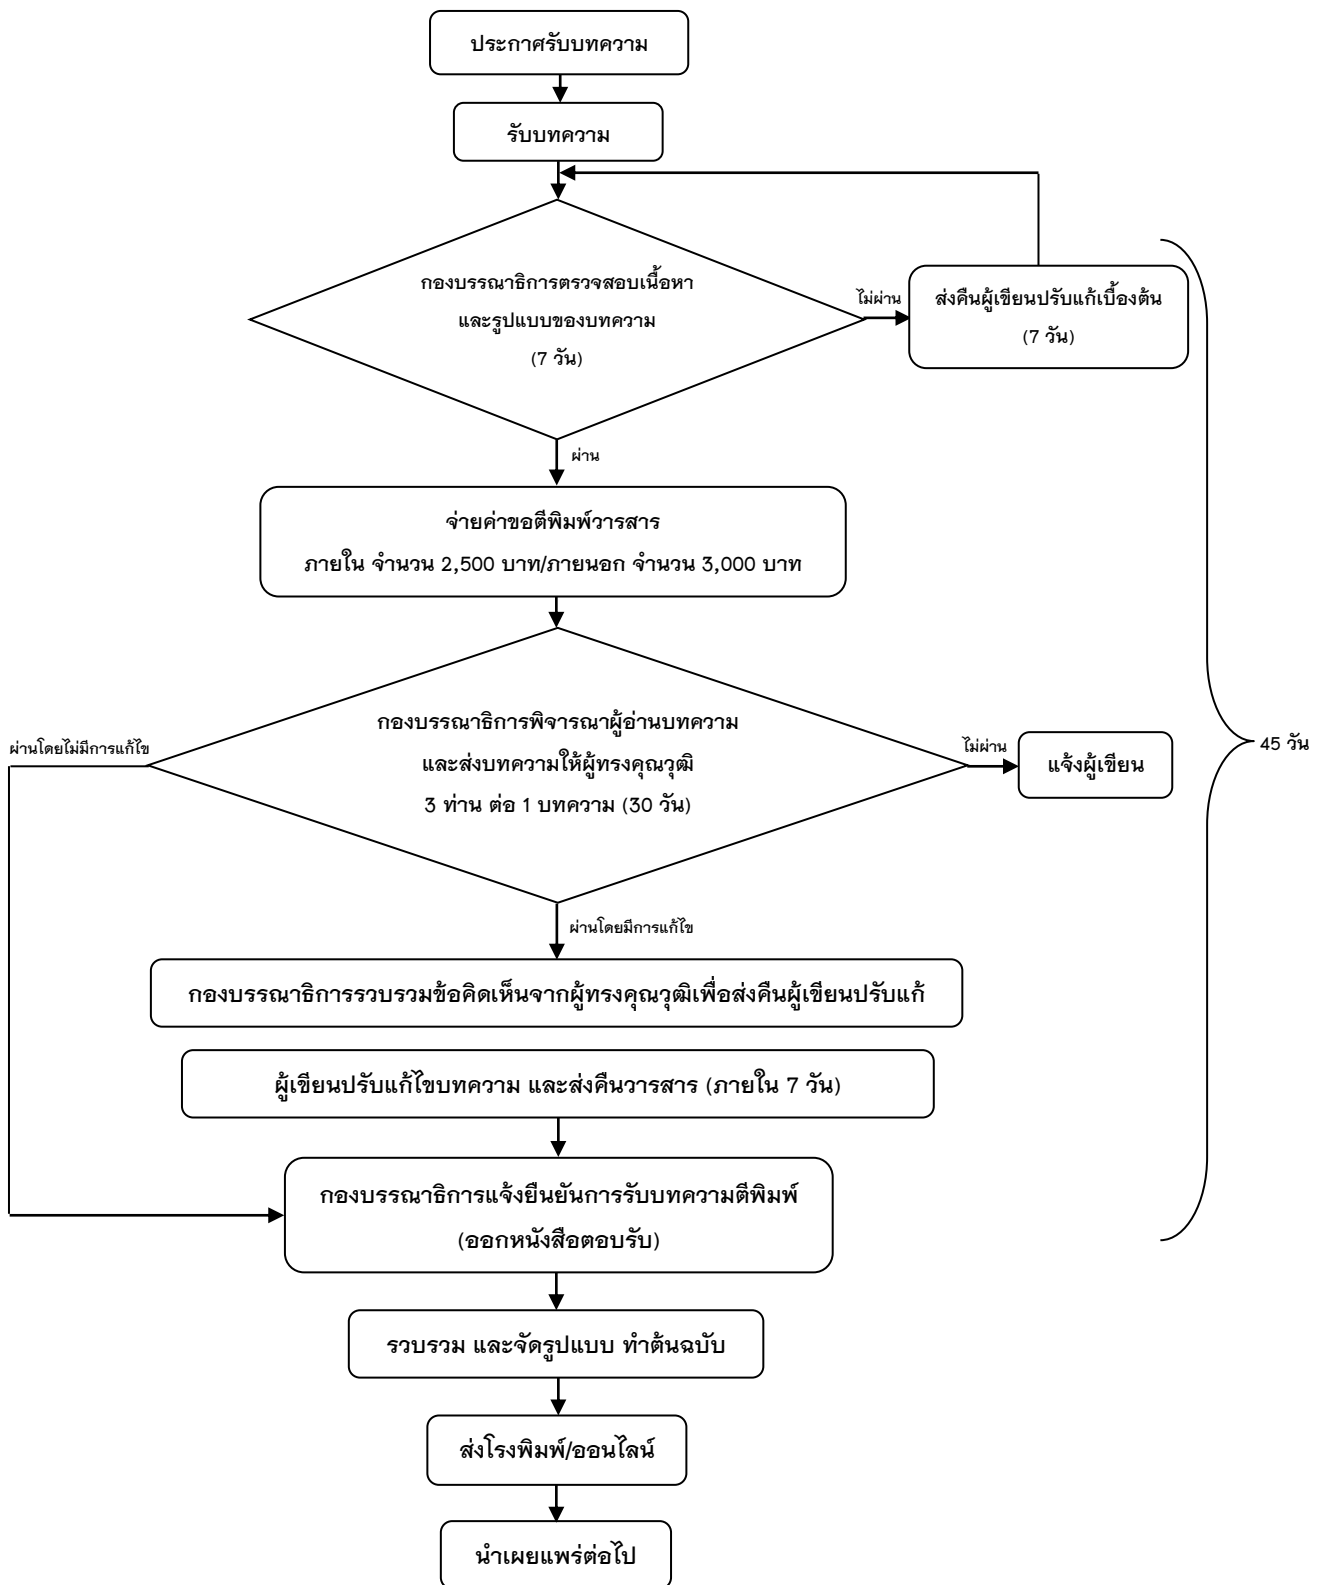 ประกาศรับบทความ
รับบทความ
กองบรรณาธิการตรวจสอบเนื้อหา
และรูปแบบของบทความ
(7 วัน)
ไม่ผ่าน
ส่งคืนผู้เขียนปรับแก้เบื้องต้น
(7 วัน)
ผ่าน
จ่ายค่าขอตีพิมพ์วารสาร
ภายใน จำนวน 2,500 บาท/ภายนอก จำนวน 3,000 บาท
กองบรรณาธิการพิจารณาผู้อ่านบทความ
และส่งบทความให้ผู้ทรงคุณวุฒิ
3 ท่าน ต่อ 1 บทความ (30 วัน)
ผ่านโดยไม่มีการแก้ไข
ไม่ผ่าน
แจ้งผู้เขียน
45 วัน
ผ่านโดยมีการแก้ไข
กองบรรณาธิการรวบรวมข้อคิดเห็นจากผู้ทรงคุณวุฒิเพื่อส่งคืนผู้เขียนปรับแก้
ผู้เขียนปรับแก้ไขบทความ และส่งคืนวารสาร (ภายใน 7 วัน)
กองบรรณาธิการแจ้งยืนยันการรับบทความตีพิมพ์
(ออกหนังสือตอบรับ)
รวบรวม และจัดรูปแบบ ทำต้นฉบับ
ส่งโรงพิมพ์/ออนไลน์
นำเผยแพร่ต่อไป